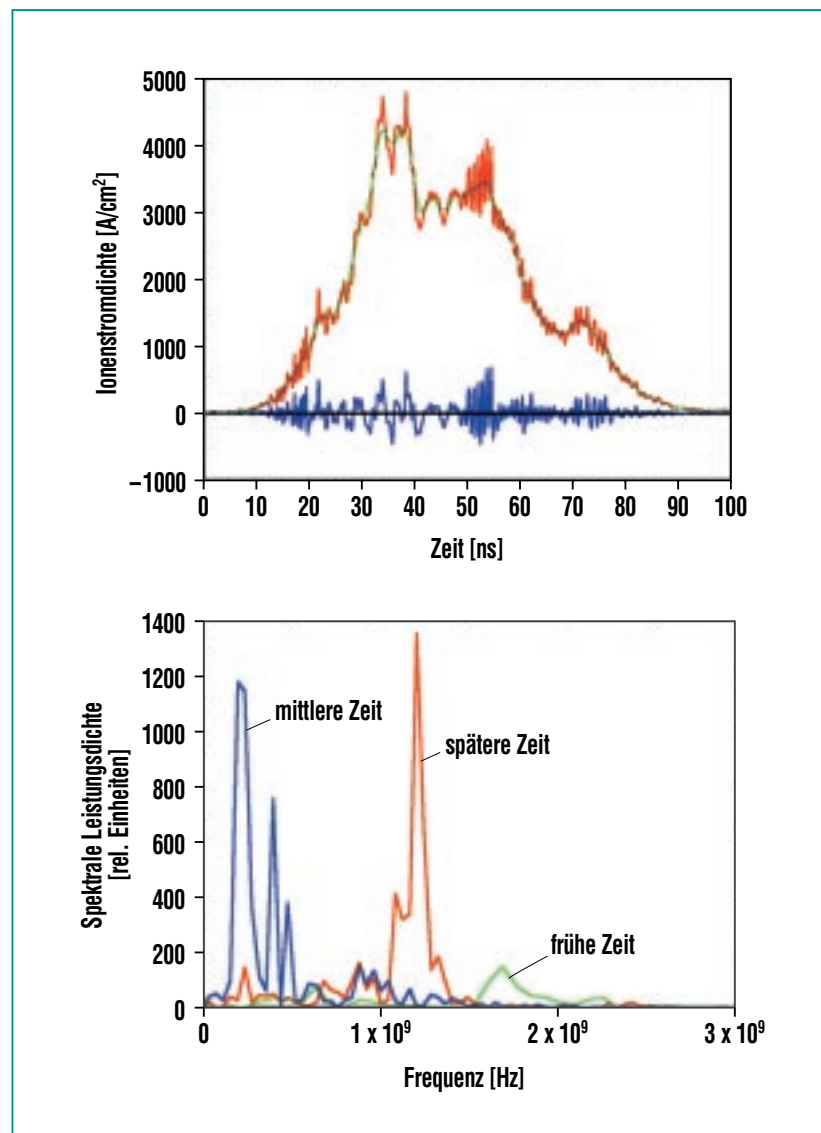 5000
4000
3000
2000
1000
0
–1000
Ionenstromdichte [A/cm²]
0 10 20 30 40 50 60 70 80 90 100
Zeit [ns]
1400
1200
1000
800
600
400
200
0
Spektrale Leistungsdichte
[rel. Einheiten]
mittlere Zeit
spätere Zeit
frühe Zeit
0 1 x 10⁹ 2 x 10⁹ 3 x 10⁹
Frequenz [Hz]